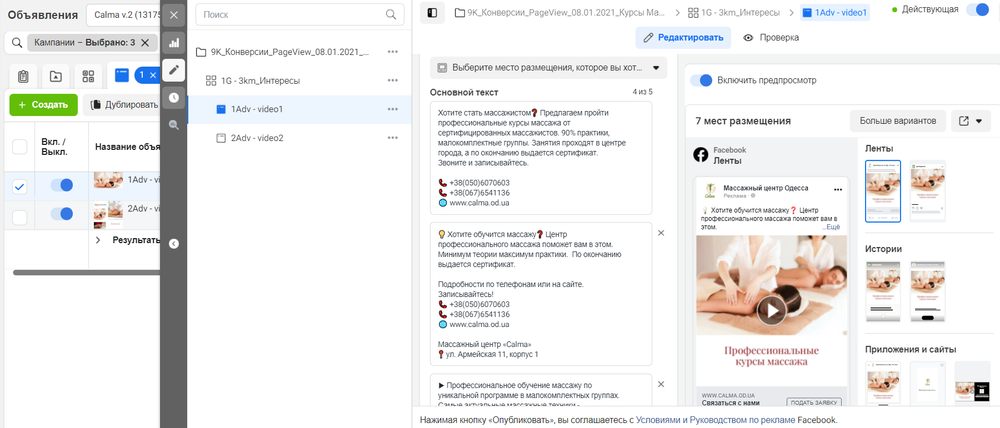 Объявления
Calma v.2 (13175
Кампании – Выбрано: 3
1
Создать
Дублировать
Вкл. /
Выкл.
Название объя
1Adv - vi
2Adv - vi
Результать
Поиск
9K_Конверсии_PageView_08.01.2021_...
1G - 3km_Интересы
1Adv - video1
2Adv - video2
9K_Конверсии_PageView_08.01.2021_Курсы Ма...
1G - 3km_Интересы
1Adv - video1
Действующая
Редактировать
Проверка
Выберите место размещения, которое вы хот...
Основной текст
4 из 5
Хотите стать массажистом❓ Предлагаем пройти
профессиональные курсы массажа от
сертифицированных массажистов. 90% практики,
малокомплектные группы. Занятия проходят в центре
города, а по окончанию выдается сертификат.
Звоните и записывайтесь.
📞 +38(050)6070603
📞 +38(067)6541136
🌐 www.calma.od.ua
💡 Хотите обучится массажу❓ Центр
профессионального массажа поможет вам в этом.
Минимум теории максимум практики. По окончанию
выдается сертификат.
Подробности по телефонам или на сайте.
Записывайтесь!
📞 +38(050)6070603
📞 +38(067)6541136
🌐 www.calma.od.ua
Массажный центр «Calma»
📍 ул. Армейская 11, корпус 1
▶ Профессиональное обучение массажу по
уникальной программе в малокомплектных группах.
Самые актуальные массажные техники -
Включить предпросмотр
7 мест размещения
Больше вариантов
Facebook
Ленты
Calma
Массажный центр Одесса
Реклама ·
💡 Хотите обучится массажу❓ Центр
профессионального массажа поможет вам в
этом.
...Ещё
Профессиональные
курсы массажа
WWW.CALMA.OD.UA
Связаться с нами
ПОДАТЬ ЗАЯВКУ
Ленты
Истории
Приложения и сайты
Нажимая кнопку «Опубликовать», вы соглашаетесь с Условиями и Руководством по рекламе Facebook.